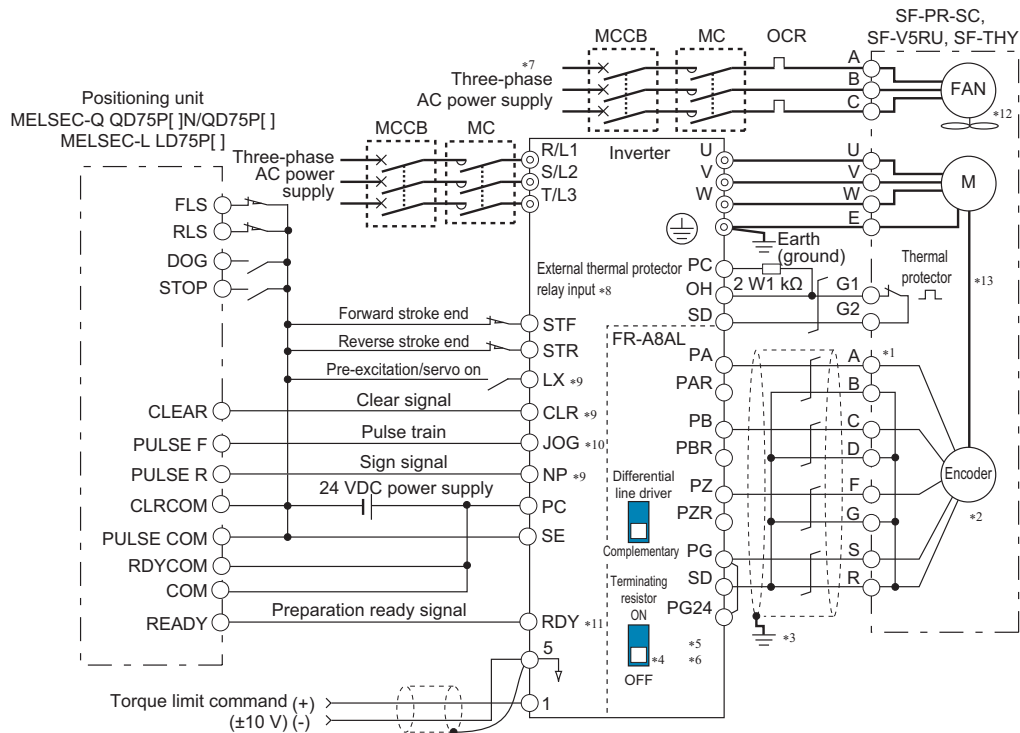 SF-PR-SC,
SF-V5RU, SF-THY
MCCB MC OCR
*7
Three-phase
AC power supply
A
B
C
FAN
*12
Positioning unit
MELSEC-Q QD75P[ ]N/QD75P[ ]
MELSEC-L LD75P[ ]
MCCB MC
Three-phase
AC power
supply
R/L1
S/L2
T/L3
Inverter
U
V
W
U
V
W
E
M
Earth
(ground)
FLS
RLS
DOG
STOP
External thermal protector
relay input *8
PC
OH
SD
2 W1 kΩ
G1
G2
Thermal
protector
*13
Forward stroke end
STF
Reverse stroke end
STR
Pre-excitation/servo on
LX *9
CLEAR
Clear signal
CLR *9
PULSE F
Pulse train
JOG *10
PULSE R
Sign signal
NP *9
CLRCOM
24 VDC power supply
PC
PULSE COM
SE
RDYCOM
COM
READY
Preparation ready signal
RDY *11
5
Torque limit command (+)
(±10 V) (-)
1
FR-A8AL
PA
PAR
PB
PBR
PZ
PZR
PG
SD
PG24
Differential
line driver
Complementary
Terminating
resistor
ON
*4
OFF
*5
*6
A
*1
B
C
D
F
G
S
R
Encoder
*2
*3